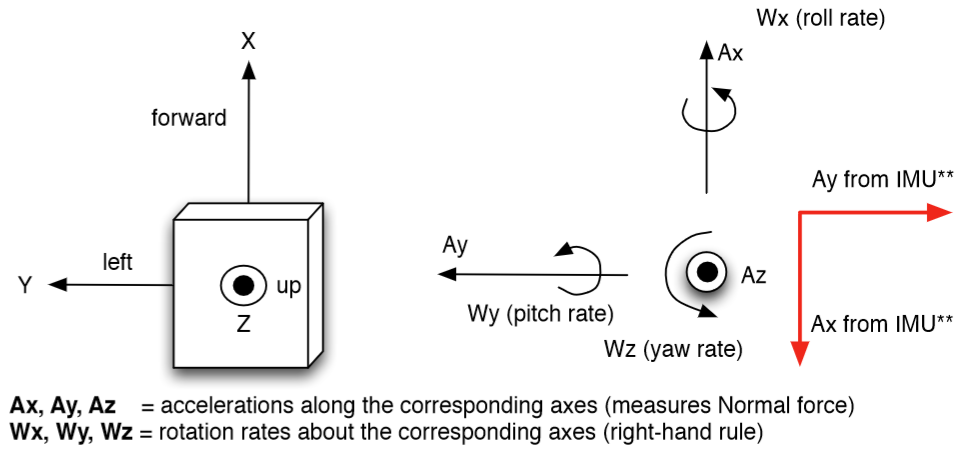 X
forward
Y
left
up
Z
Wx (roll rate)
Ax
Ay from IMU**
Ay
Az
Wy (pitch rate)
Ax from IMU**
Wz (yaw rate)
Ax, Ay, Az = accelerations along the corresponding axes (measures Normal force)
Wx, Wy, Wz = rotation rates about the corresponding axes (right-hand rule)